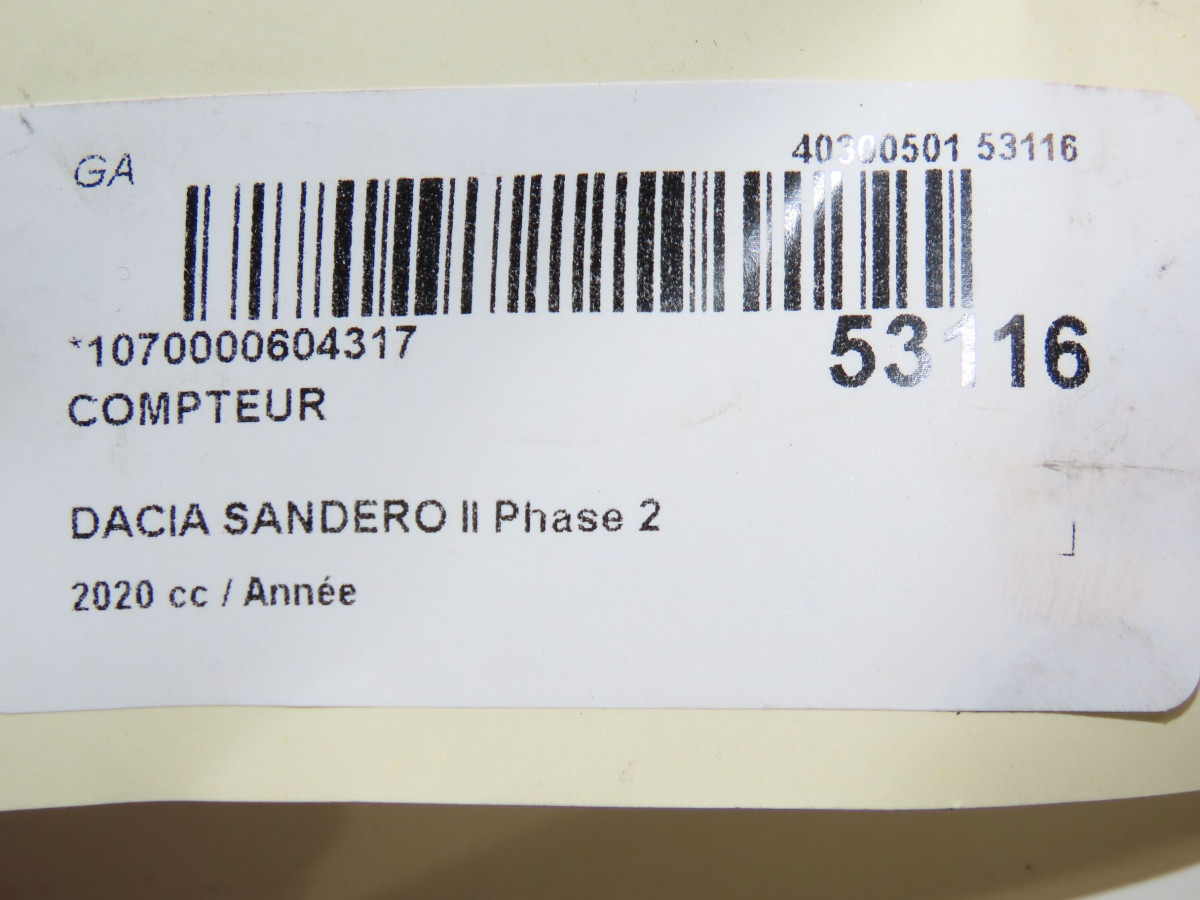 GA
40300501 53116
*1070000604317
53116
COMPTEUR
DACIA SANDERO II Phase 2
2020 cc / Année